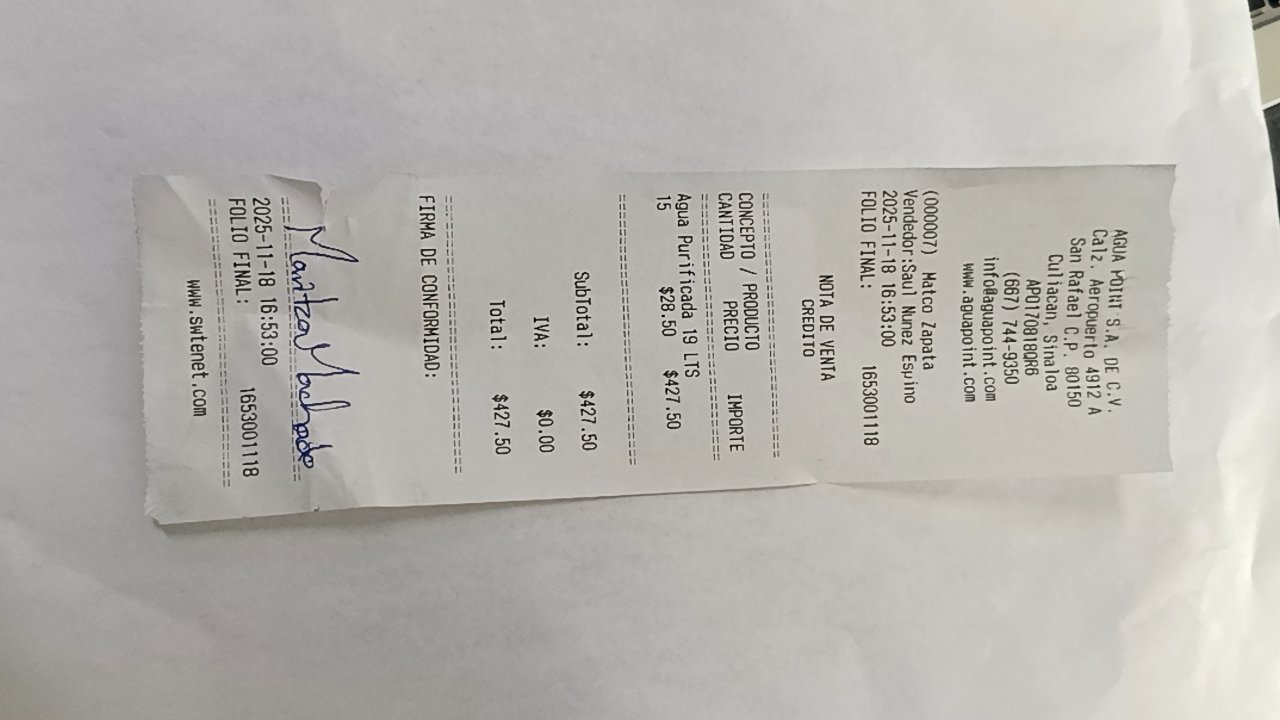 AGUA POINT S.A. DE C.V.
Calz. Aeropuerto 4912 A
San Rafael C.P. 80150
Culiacan, Sinaloa
APO170818QR6
(667) 744-9350
info@aguapoint.com
www.aguapoint.com
(000007) Matco Zapata
Vendedor:Saul Nunez Espino
2025-11-18 16:53:00
FOLIO FINAL: 1653001118
NOTA DE VENTA
CREDITO
CONCEPTO / PRODUCTO
CANTIDAD PRECIO IMPORTE
Agua Purificada 19 LTS
15 $28.50 $427.50
SubTotal: $427.50
IVA: $0.00
Total: $427.50
FIRMA DE CONFORMIDAD:
Maritza Machado
2025-11-18 16:53:00
FOLIO FINAL: 1653001118
www.swtenet.com